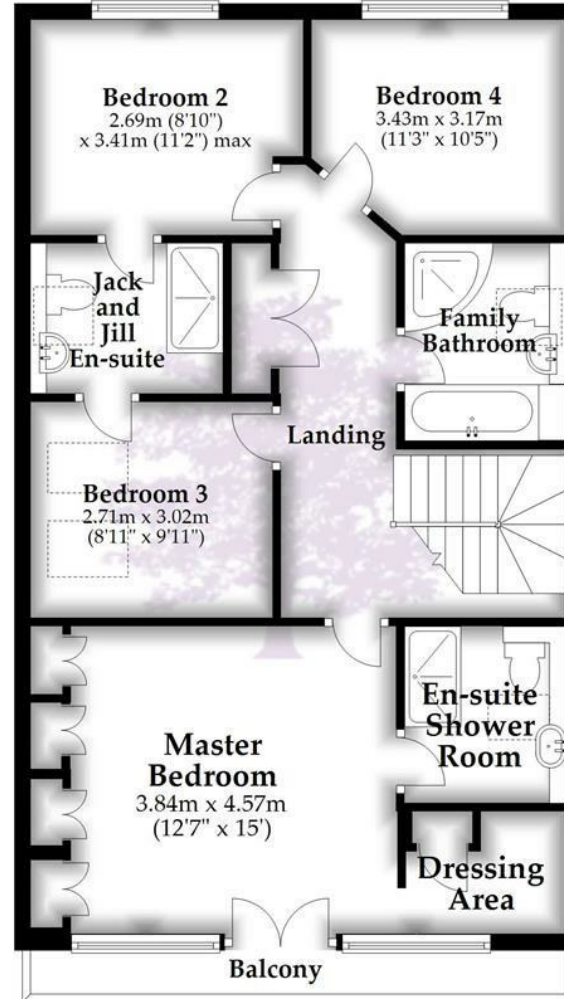 Bedroom 2
2.69m (8'10")
x 3.41m (11'2") max
Bedroom 4
3.43m x 3.17m
(11'3" x 10'5")
Jack
and
Jill
En-suite
Family
Bathroom
Landing
Bedroom 3
2.71m x 3.02m
(8'11" x 9'11")
Master
Bedroom
3.84m x 4.57m
(12'7" x 15')
En-suite
Shower
Room
Dressing
Area
Balcony